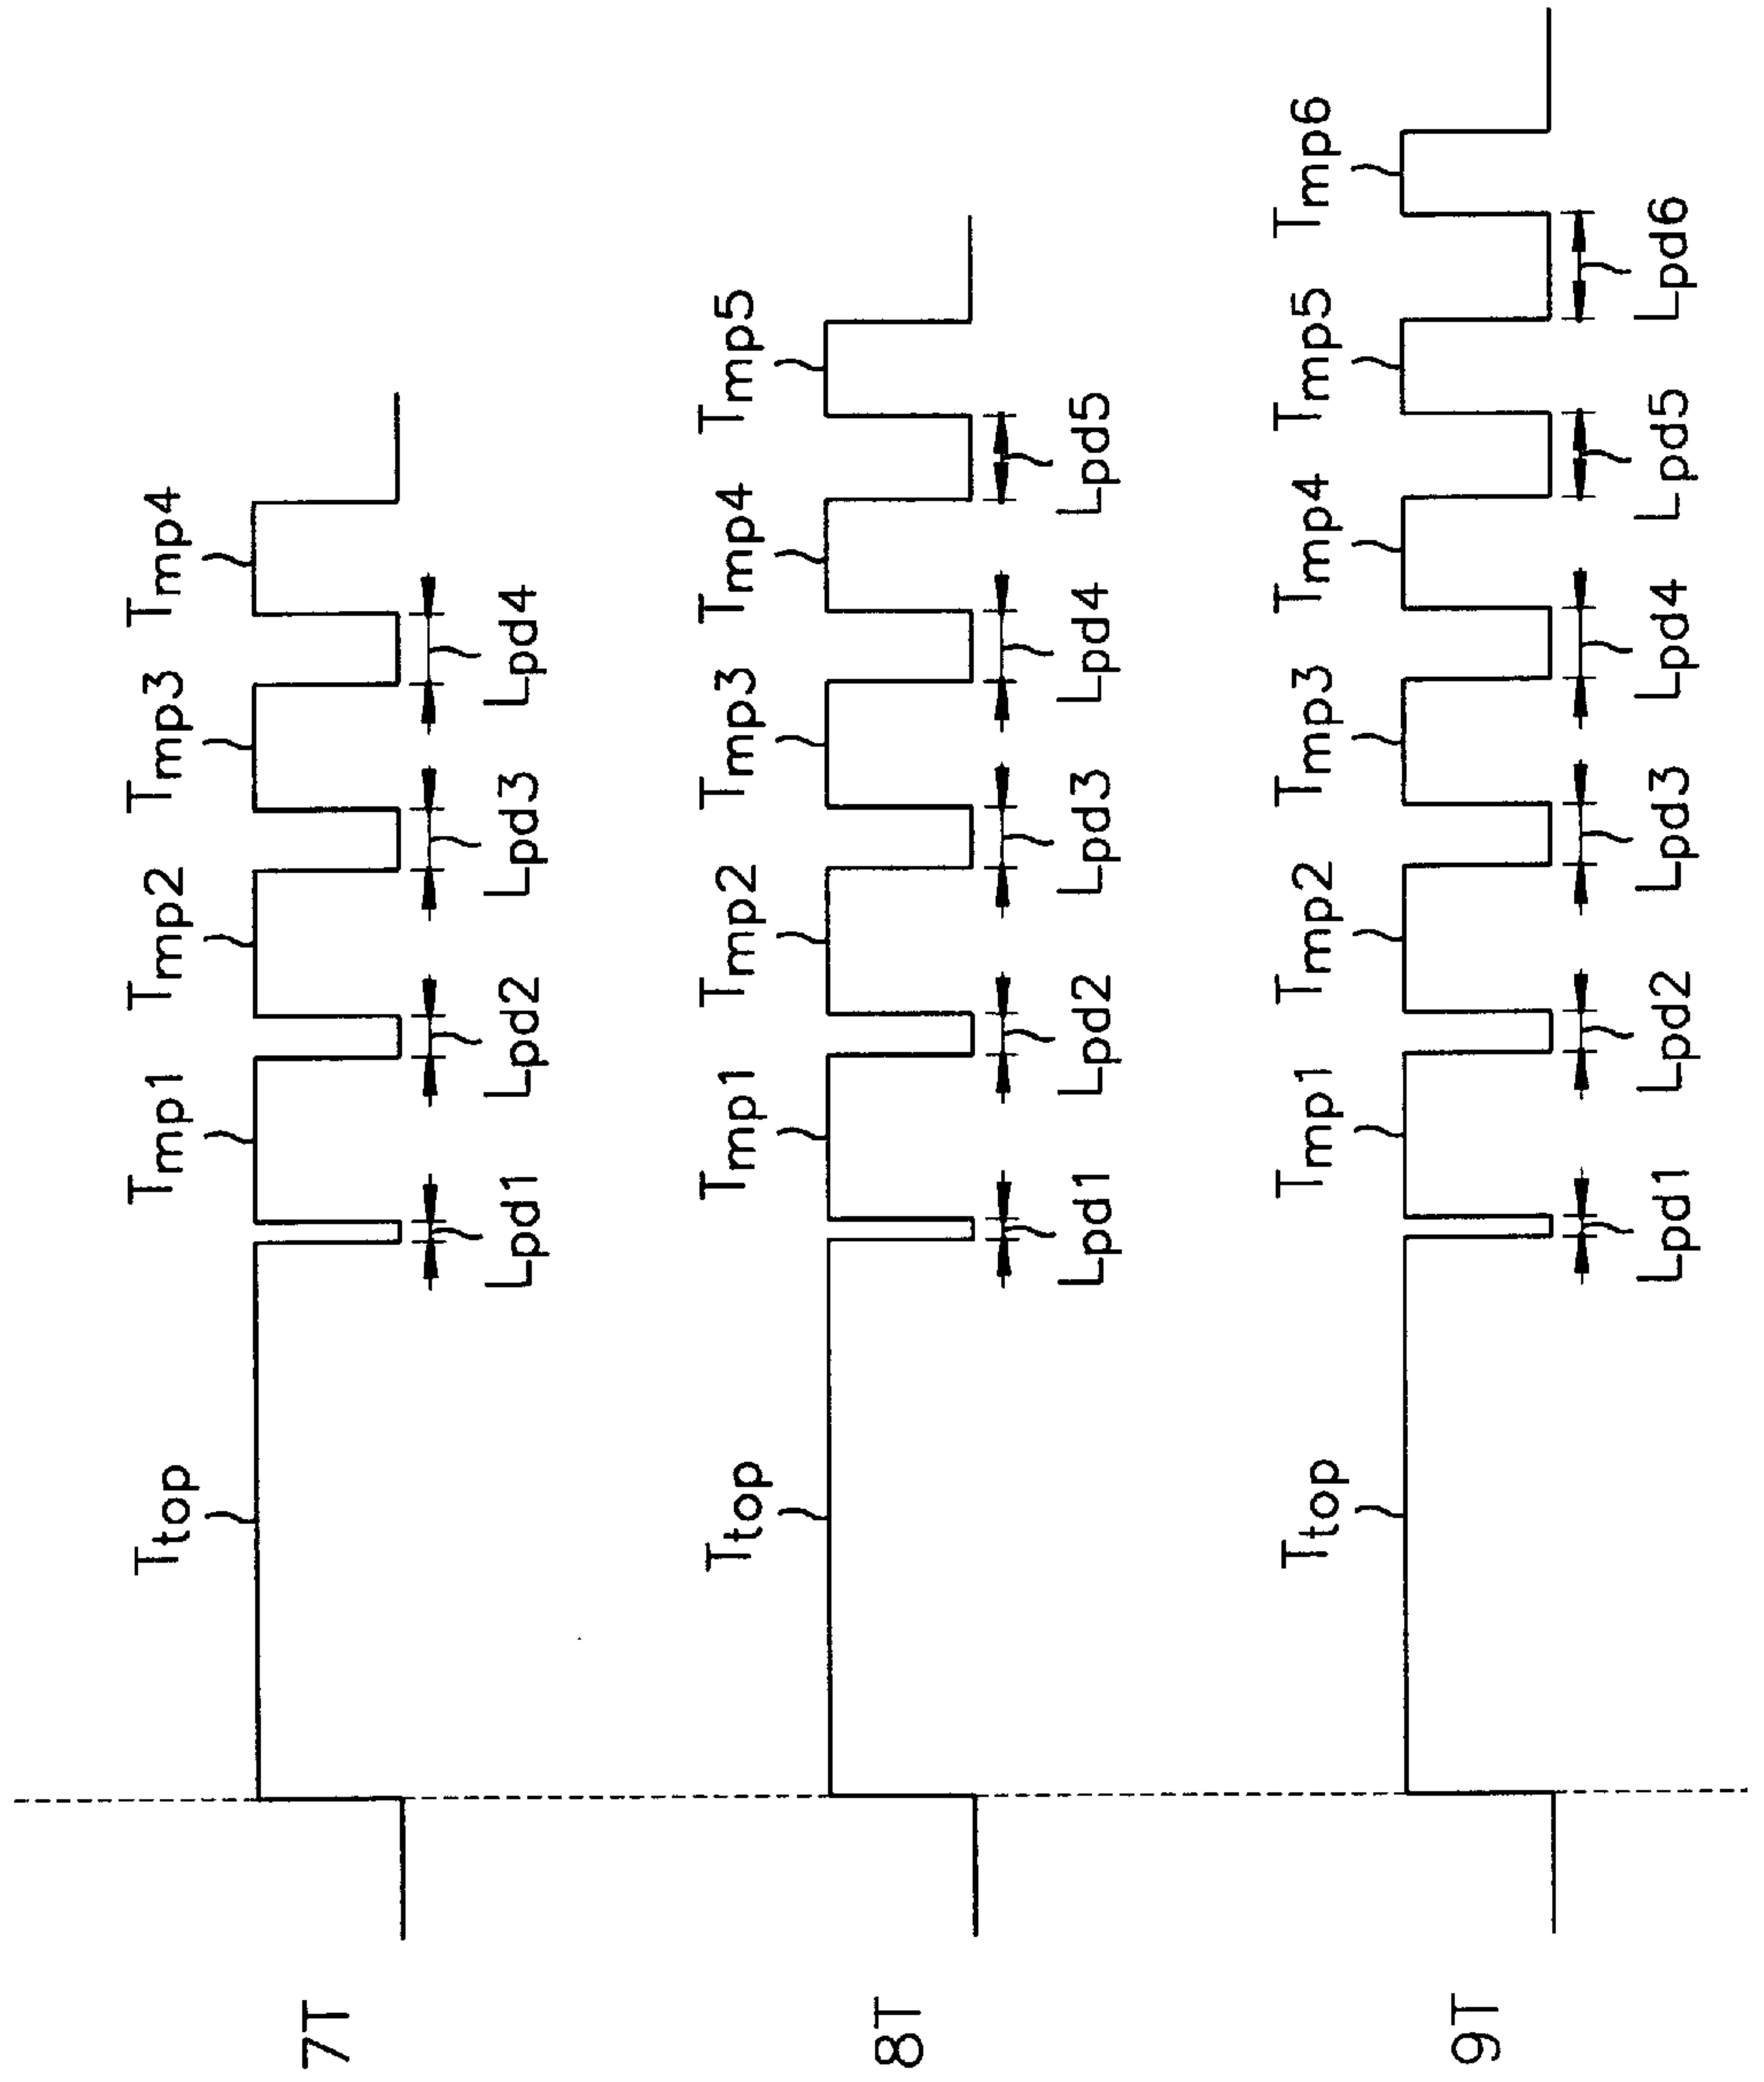 7T
Ttop
Tmp1 Tmp2 Tmp3 Tmp4
Lpd1 Lpd2 Lpd3 Lpd4
8T
Ttop
Tmp1 Tmp2 Tmp3 Tmp4 Tmp5
Lpd1 Lpd2 Lpd3 Lpd4 Lpd5
9T
Ttop
Tmp1 Tmp2 Tmp3 Tmp4 Tmp5 Tmp6
Lpd1 Lpd2 Lpd3 Lpd4 Lpd5 Lpd6